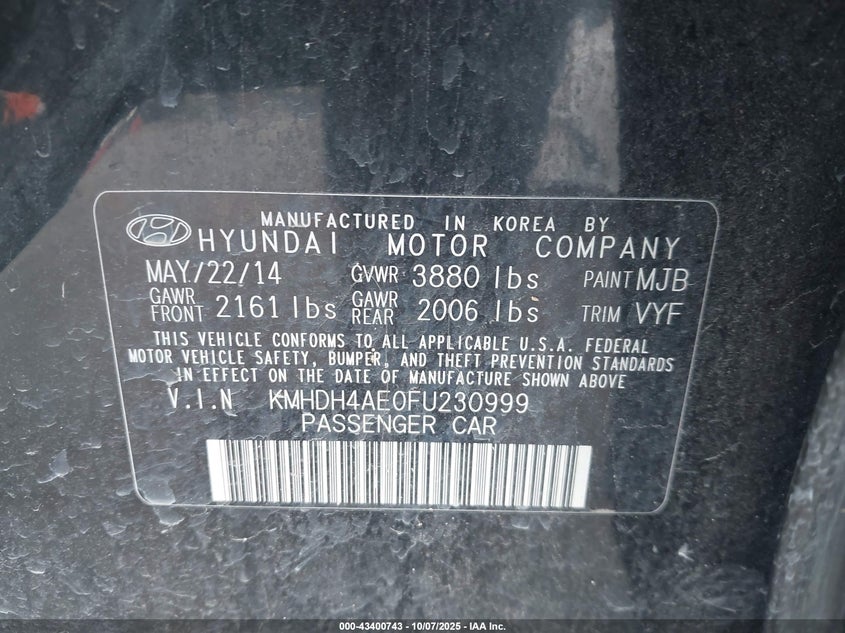 MANUFACTURED IN KOREA BY
HYUNDAI MOTOR COMPANY
MAY/22/14 GVWR 3880 lbs PAINT MJB
GAWR FRONT 2161 lbs GAWR REAR 2006 lbs TRIM VYF
THIS VEHICLE CONFORMS TO ALL APPLICABLE U.S.A. FEDERAL
MOTOR VEHICLE SAFETY, BUMPER, AND THEFT PREVENTION STANDARDS
IN EFFECT ON THE DATE OF MANUFACTURE SHOWN ABOVE
V.I.N KMHDH4AE0FU230999
PASSENGER CAR
000-43400743 - 10/07/2025 - IAA Inc.